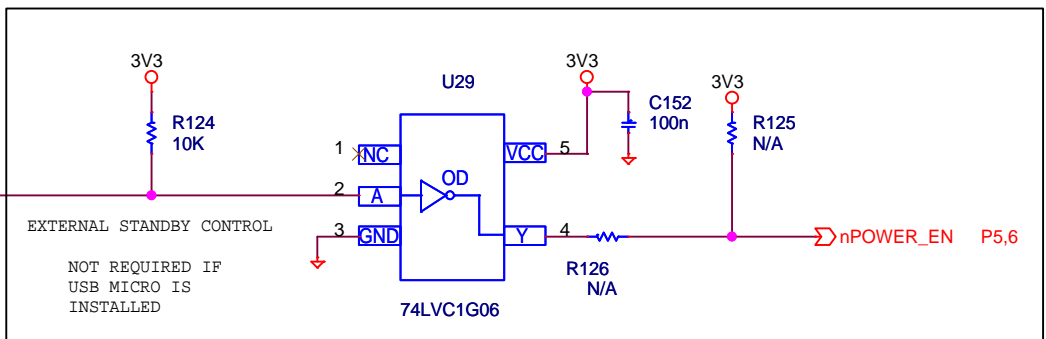 3V3
3V3
3V3
U29
R124
10K
C152
100n
R125
N/A
1
NC
VCC
5
OD
2
A
EXTERNAL STANDBY CONTROL
3
GND
Y
4
nPOWER_EN P5,6
NOT REQUIRED IF
USB MICRO IS
INSTALLED
R126
N/A
74LVC1G06